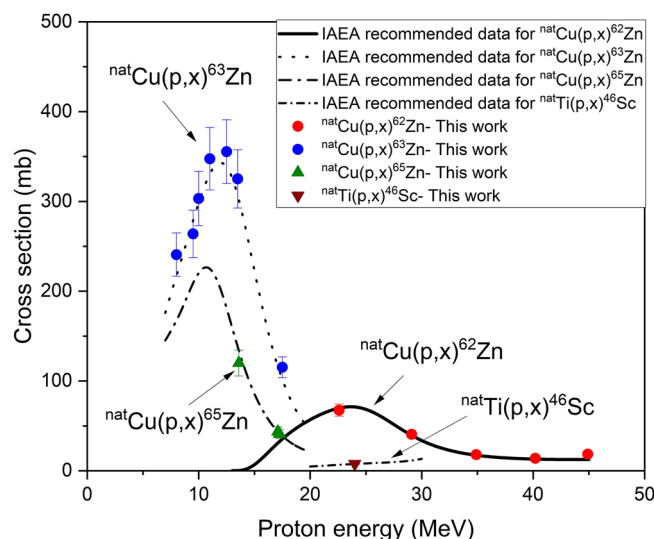 500
400
300
200
100
0
Cross section (mb)
IAEA recommended data for ⁿᵃᵗCu(p,x)⁶²Zn
IAEA recommended data for ⁿᵃᵗCu(p,x)⁶³Zn
IAEA recommended data for ⁿᵃᵗCu(p,x)⁶⁵Zn
IAEA recommended data for ⁿᵃᵗTi(p,x)⁴⁶Sc
ⁿᵃᵗCu(p,x)⁶²Zn- This work
ⁿᵃᵗCu(p,x)⁶³Zn- This work
ⁿᵃᵗCu(p,x)⁶⁵Zn- This work
ⁿᵃᵗTi(p,x)⁴⁶Sc- This work
ⁿᵃᵗCu(p,x)⁶³Zn
ⁿᵃᵗCu(p,x)⁶²Zn
ⁿᵃᵗTi(p,x)⁴⁶Sc
ⁿᵃᵗCu(p,x)⁶⁵Zn
0 10 20 30 40 50
Proton energy (MeV)